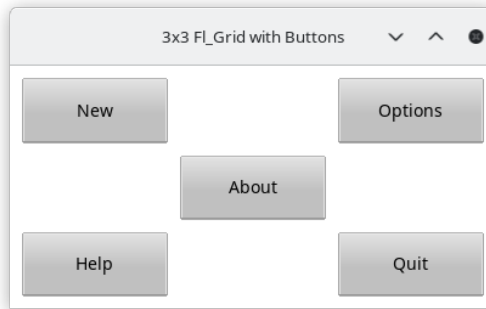 3x3 Fl_Grid with Buttons
New
Options
About
Help
Quit